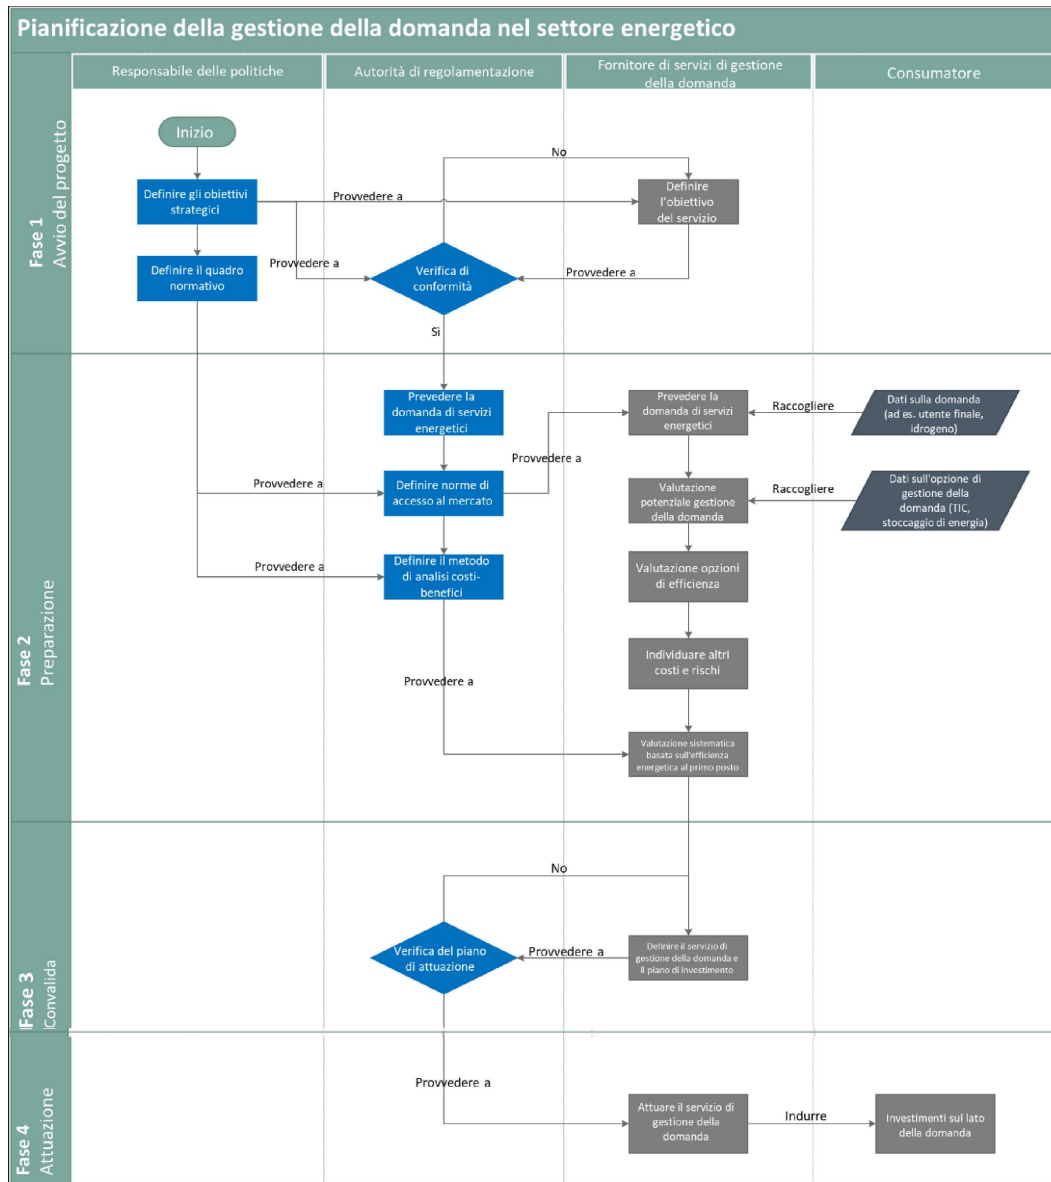 Pianificazione della gestione della domanda nel settore energetico
Responsabile delle politiche
Autorità di regolamentazione
Fornitore di servizi di gestione
della domanda
Consumatore
Fase 1
Avvio del progetto
Inizio
No
Definire gli obiettivi
strategici
Provvedere a
Definire
l'obiettivo
del servizio
Definire il quadro
normativo
Provvedere a
Verifica di
conformità
Provvedere a
Sì
Fase 2
Preparazione
Prevedere la
domanda di servizi
energetici
Prevedere la
domanda di servizi
energetici
Raccogliere
Dati sulla domanda
(ad es. utente finale,
idrogeno)
Provvedere a
Provvedere a
Definire norme di
accesso al mercato
Valutazione
potenziale gestione
della domanda
Raccogliere
Dati sull'opzione di
gestione della
domanda (TIC,
stoccaggio di energia)
Provvedere a
Definire il metodo
di analisi costi-
benefici
Valutazione opzioni
di efficienza
Individuare altri
costi e rischi
Provvedere a
Valutazione sistematica
basata sull'efficienza
energetica al primo posto
Fase 3
Convalida
No
Verifica del piano
di attuazione
Provvedere a
Definire il servizio di
gestione della domanda e
il piano di investimento
Fase 4
Attuazione
Provvedere a
Attuare il servizio di
gestione della
domanda
Indurre
Investimenti sul lato
della domanda